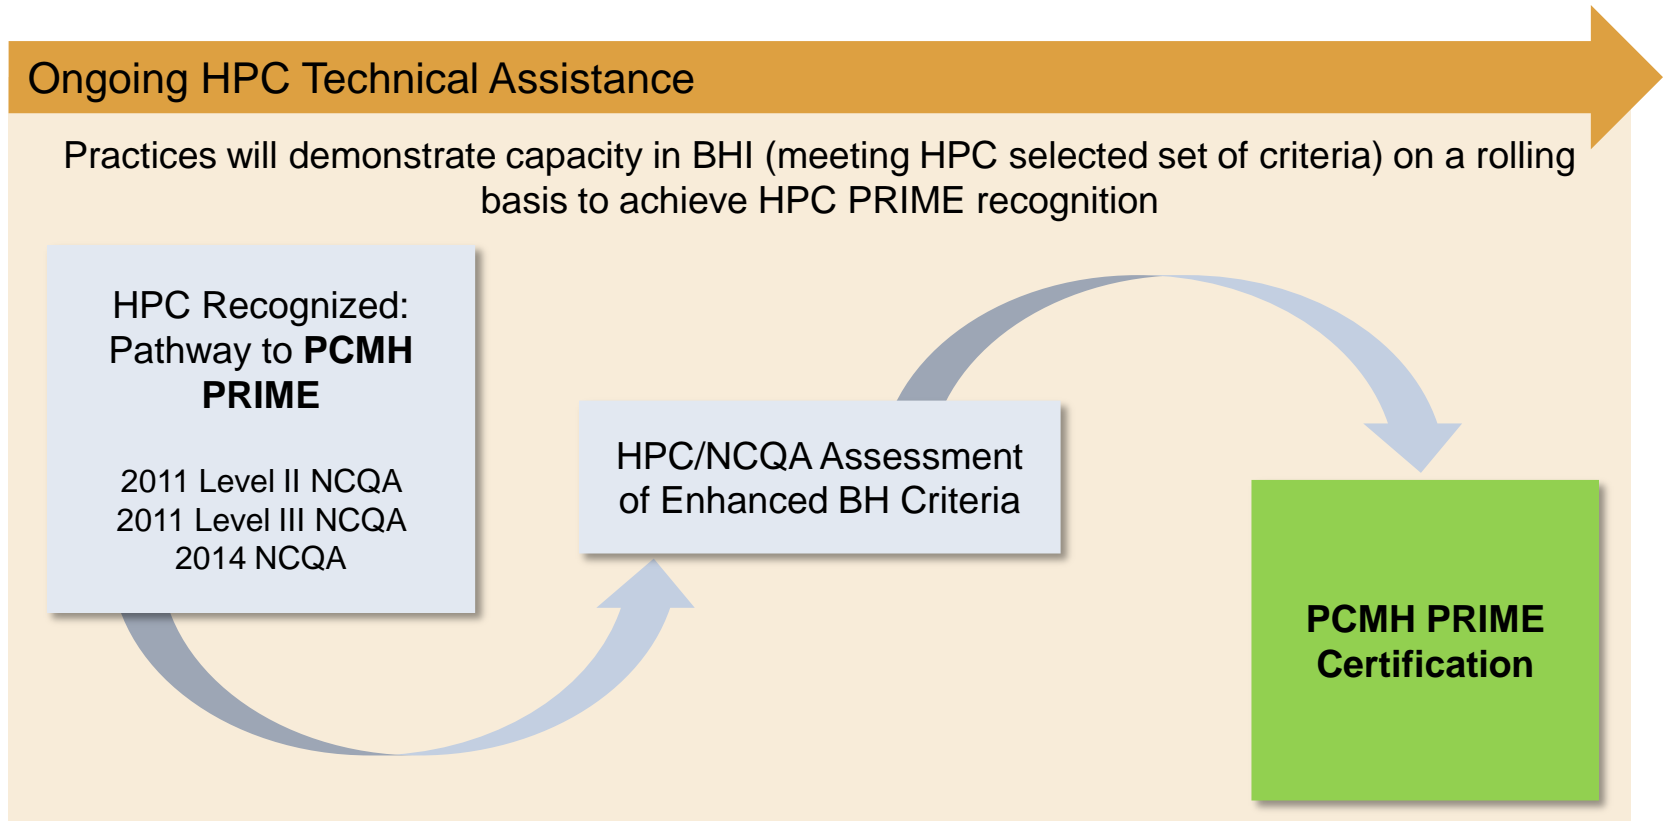 Ongoing HPC Technical Assistance
Practices will demonstrate capacity in BHI (meeting HPC selected set of criteria) on a rolling
basis to achieve HPC PRIME recognition
HPC Recognized:
Pathway to PCMH
PRIME
2011 Level II NCQA
2011 Level III NCQA
2014 NCQA
HPC/NCQA Assessment
of Enhanced BH Criteria
PCMH PRIME
Certification